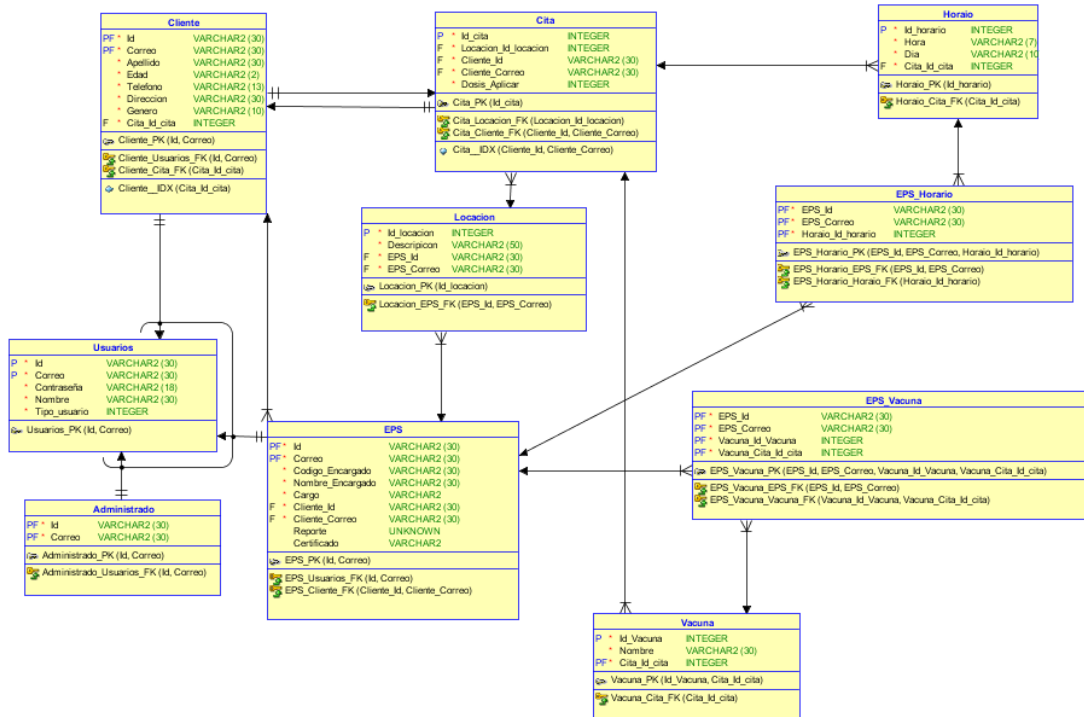 Cliente
PF * Id VARCHAR2 (30)
PF * Correo VARCHAR2 (30)
* Apellido VARCHAR2 (30)
* Edad VARCHAR2 (2)
* Telefono VARCHAR2 (13)
* Direccion VARCHAR2 (30)
* Genero VARCHAR2 (10)
F * Cita_Id_cita INTEGER
Cliente_PK (Id, Correo)
Cliente_Usuarios_FK (Id, Correo)
Cliente_Cita_FK (Cita_Id_cita)
Cliente__IDX (Cita_Id_cita)
Cita
P * Id_cita INTEGER
F * Locacion_Id_locacion INTEGER
F * Cliente_Id VARCHAR2 (30)
F * Cliente_Correo VARCHAR2 (30)
* Dosis_Aplicar INTEGER
Cita_PK (Id_cita)
Cita_Locacion_FK (Locacion_Id_locacion)
Cita_Cliente_FK (Cliente_Id, Cliente_Correo)
Cita__IDX (Cliente_Id, Cliente_Correo)
Horaio
P * Id_horario INTEGER
* Hora VARCHAR2 (7)
* Dia VARCHAR2 (10
F * Cita_Id_cita INTEGER
Horaio_PK (Id_horario)
Horaio_Cita_FK (Cita_Id_cita)
Locacion
P * Id_locacion INTEGER
* Descripicon VARCHAR2 (50)
F * EPS_Id VARCHAR2 (30)
F * EPS_Correo VARCHAR2 (30)
Locacion_PK (Id_locacion)
Locacion_EPS_FK (EPS_Id, EPS_Correo)
EPS_Horario
PF * EPS_Id VARCHAR2 (30)
PF * EPS_Correo VARCHAR2 (30)
PF * Horaio_Id_horario INTEGER
EPS_Horario_PK (EPS_Id, EPS_Correo, Horaio_Id_horario)
EPS_Horario_EPS_FK (EPS_Id, EPS_Correo)
EPS_Horario_Horaio_FK (Horaio_Id_horario)
Usuarios
P * Id VARCHAR2 (30)
P * Correo VARCHAR2 (30)
* Contraseña VARCHAR2 (18)
* Nombre VARCHAR2 (30)
* Tipo_usuario INTEGER
Usuarios_PK (Id, Correo)
EPS
PF * Id VARCHAR2 (30)
PF * Correo VARCHAR2 (30)
* Codigo_Encargado VARCHAR2 (30)
* Nombre_Encargado VARCHAR2 (30)
* Cargo VARCHAR2
F * Cliente_Id VARCHAR2 (30)
F * Cliente_Correo VARCHAR2 (30)
Reporte UNKNOWN
Certificado VARCHAR2
EPS_PK (Id, Correo)
EPS_Usuarios_FK (Id, Correo)
EPS_Cliente_FK (Cliente_Id, Cliente_Correo)
EPS_Vacuna
PF * EPS_Id VARCHAR2 (30)
PF * EPS_Correo VARCHAR2 (30)
PF * Vacuna_Id_Vacuna INTEGER
PF * Vacuna_Cita_Id_cita INTEGER
EPS_Vacuna_PK (EPS_Id, EPS_Correo, Vacuna_Id_Vacuna, Vacuna_Cita_Id_cita)
EPS_Vacuna_EPS_FK (EPS_Id, EPS_Correo)
EPS_Vacuna_Vacuna_FK (Vacuna_Id_Vacuna, Vacuna_Cita_Id_cita)
Administrado
PF * Id VARCHAR2 (30)
PF * Correo VARCHAR2 (30)
Administrado_PK (Id, Correo)
Administrado_Usuarios_FK (Id, Correo)
Vacuna
P * Id_Vacuna INTEGER
* Nombre VARCHAR2 (30)
PF * Cita_Id_cita INTEGER
Vacuna_PK (Id_Vacuna, Cita_Id_cita)
Vacuna_Cita_FK (Cita_Id_cita)